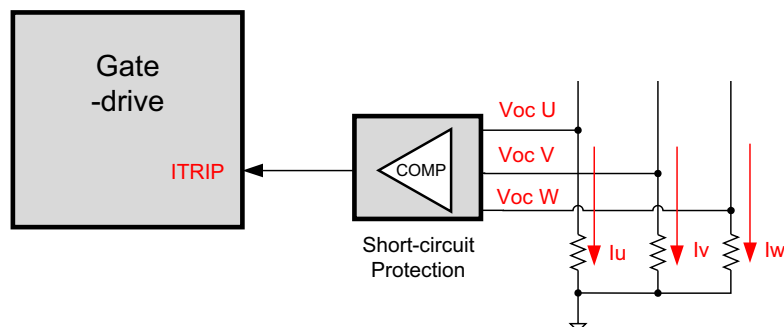 Gate
-drive
ITRIP
COMP
Short-circuit
Protection
Voc U
Voc V
Voc W
Iu
Iv
Iw